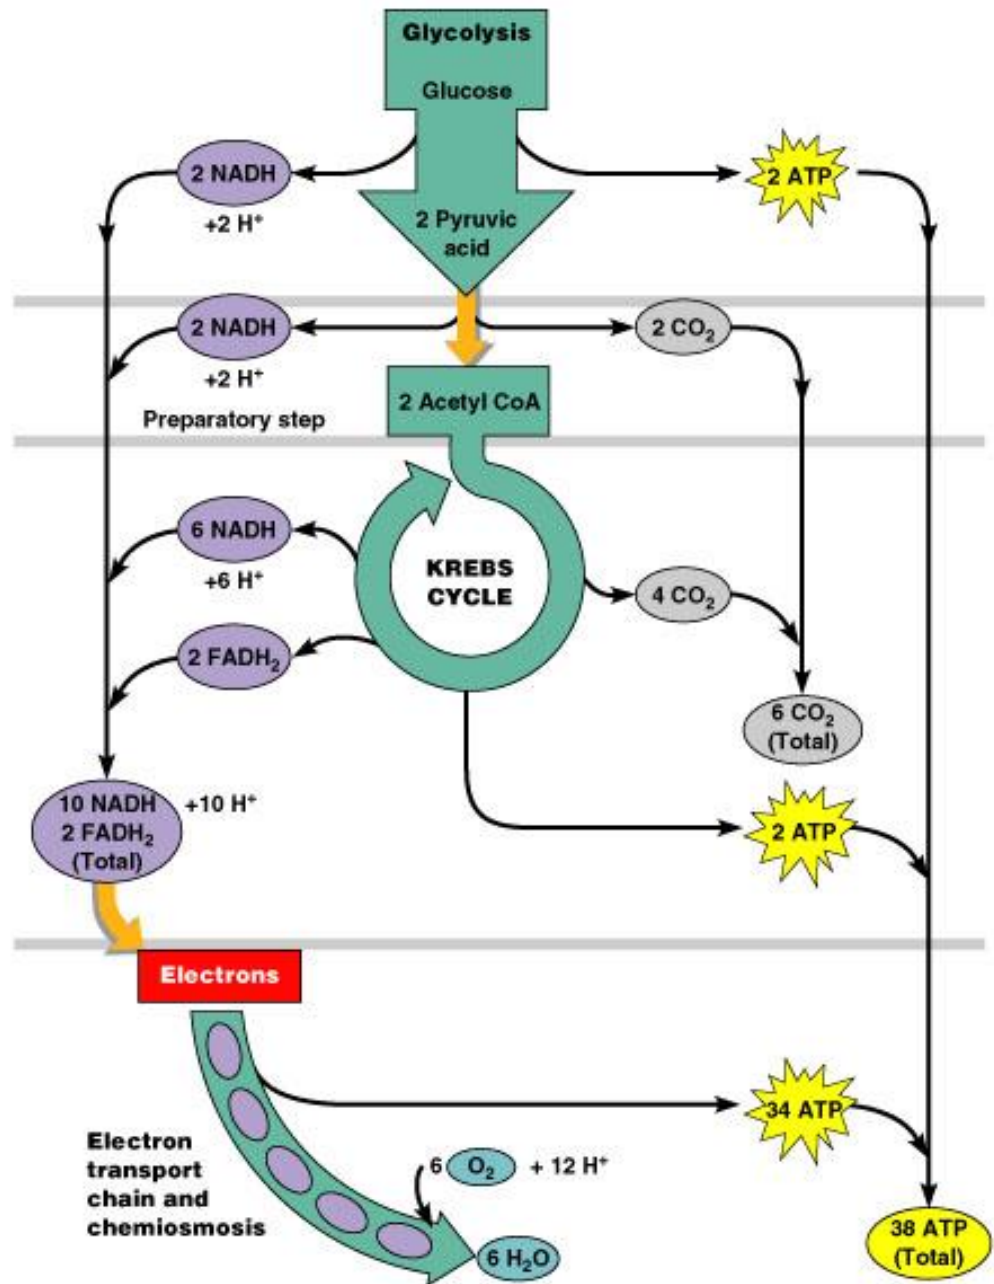 Glycolysis
Glucose
2 NADH
+2 H⁺
2 ATP
2 Pyruvic
acid
2 NADH
+2 H⁺
2 CO₂
Preparatory step
2 Acetyl CoA
6 NADH
+6 H⁺
KREBS
CYCLE
4 CO₂
2 FADH₂
6 CO₂
(Total)
10 NADH
2 FADH₂
(Total)
+10 H⁺
2 ATP
Electrons
34 ATP
Electron
transport
chain and
chemiosmosis
6 O₂ + 12 H⁺
6 H₂O
38 ATP
(Total)